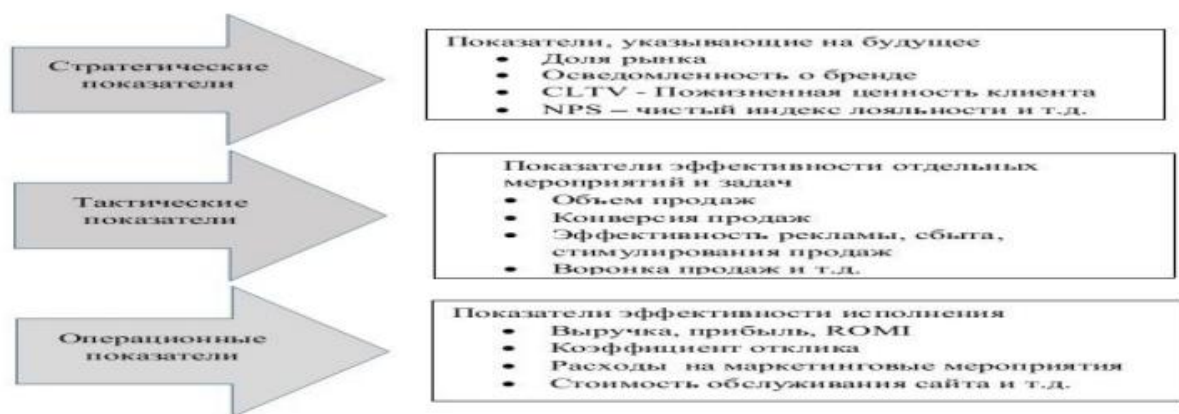 Стратегические
показатели
Показатели, указывающие на будущее
• Доля рынка
• Осведомленность о бренде
• CLTV - Пожизненная ценность клиента
• NPS – чистый индекс лояльности и т.д.
Тактические
показатели
Показатели эффективности отдельных
мероприятий и задач
• Объем продаж
• Конверсия продаж
• Эффективность рекламы, сбыта,
стимулирования продаж
• Воронка продаж и т.д.
Операционные
показатели
Показатели эффективности исполнения
• Выручка, прибыль, ROMI
• Коэффициент отклика
• Расходы на маркетинговые мероприятия
• Стоимость обслуживания сайта и т.д.